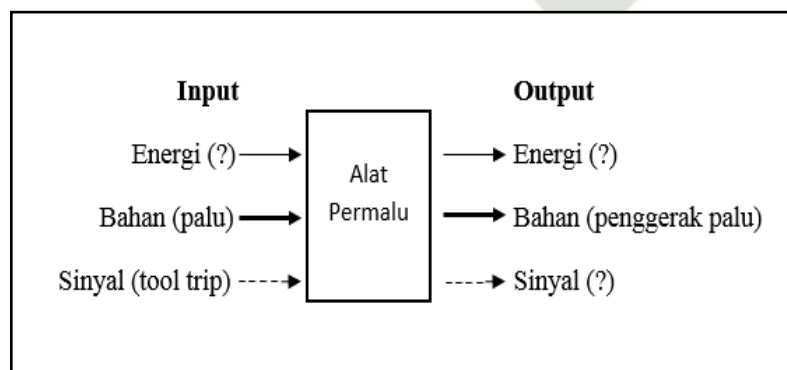 Input Output
Energi (?) Energi (?)
Alat
Permalu
Bahan (palu) Bahan (penggerak palu)
Sinyal (tool trip) Sinyal (?)